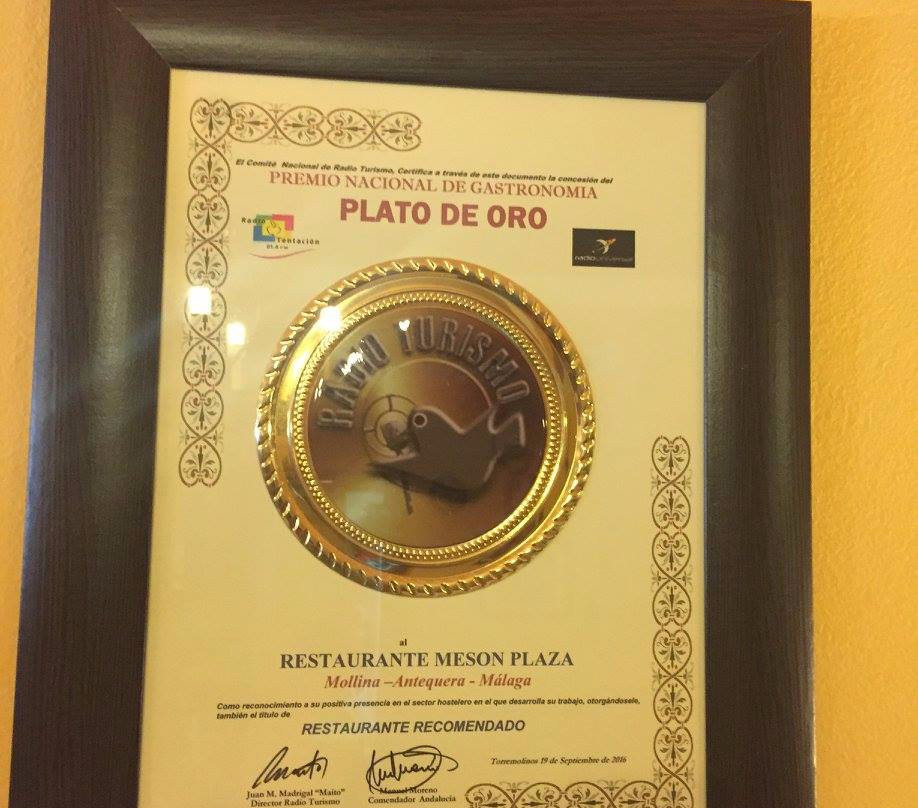 El Comité Nacional de Radio Turismo, Certifica a través de este documento la concesión del
PREMIO NACIONAL DE GASTRONOMIA
PLATO DE ORO
Radio
Tentación
radiouniversal
RADIO TURISMO
al
RESTAURANTE MESON PLAZA
Mollina –Antequera - Málaga
Como reconocimiento a su positiva presencia en el sector hostelero en el que desarrolla su trabajo, otorgándosele,
también el título de
RESTAURANTE RECOMENDADO
Torremolinos 19 de Septiembre de 2016
Juan M. Madrigal “Maito”
Director Radio Turismo
Manuel Moreno
Comendador Andalucía